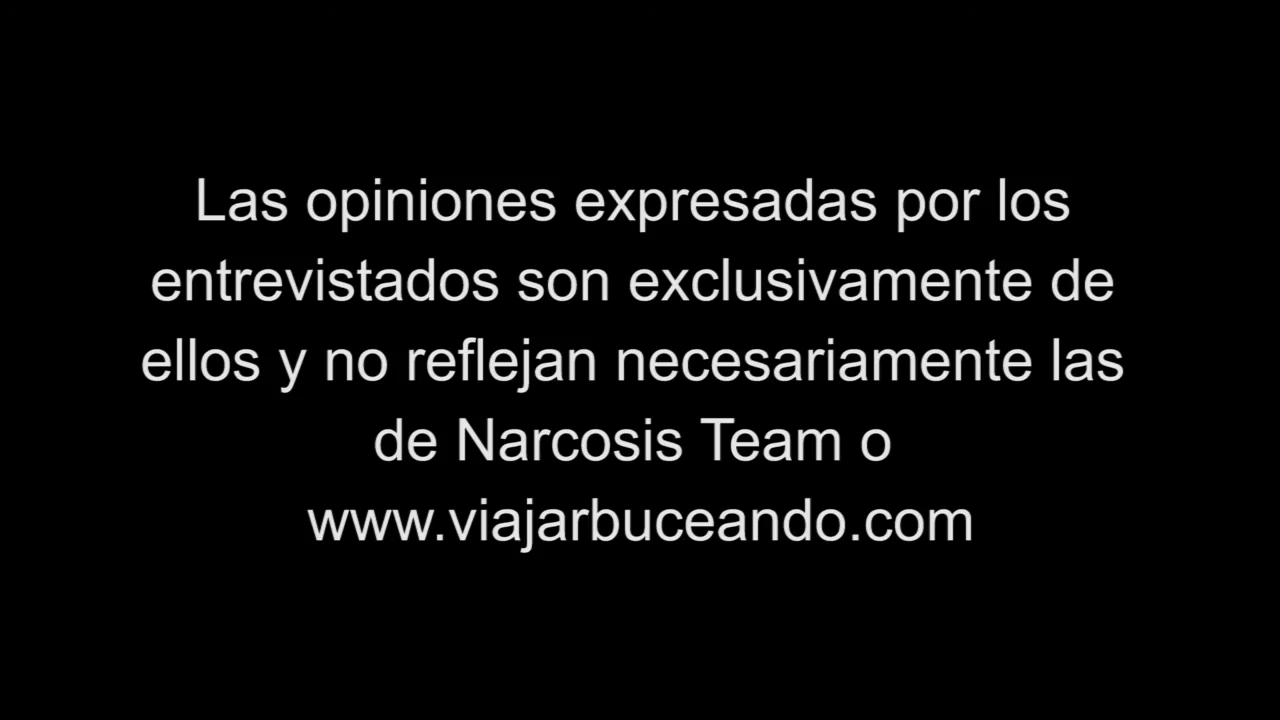 Las opiniones expresadas por los
entrevistados son exclusivamente de
ellos y no reflejan necesariamente las
de Narcosis Team o
www.viajarbuceando.com